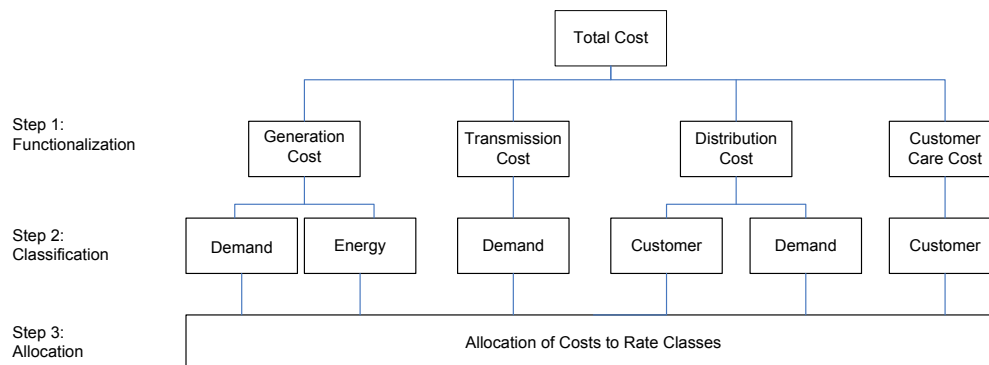 Total Cost
Step 1:
Functionalization
Generation
Cost
Transmission
Cost
Distribution
Cost
Customer
Care Cost
Step 2:
Classification
Demand
Energy
Demand
Customer
Demand
Customer
Step 3:
Allocation
Allocation of Costs to Rate Classes